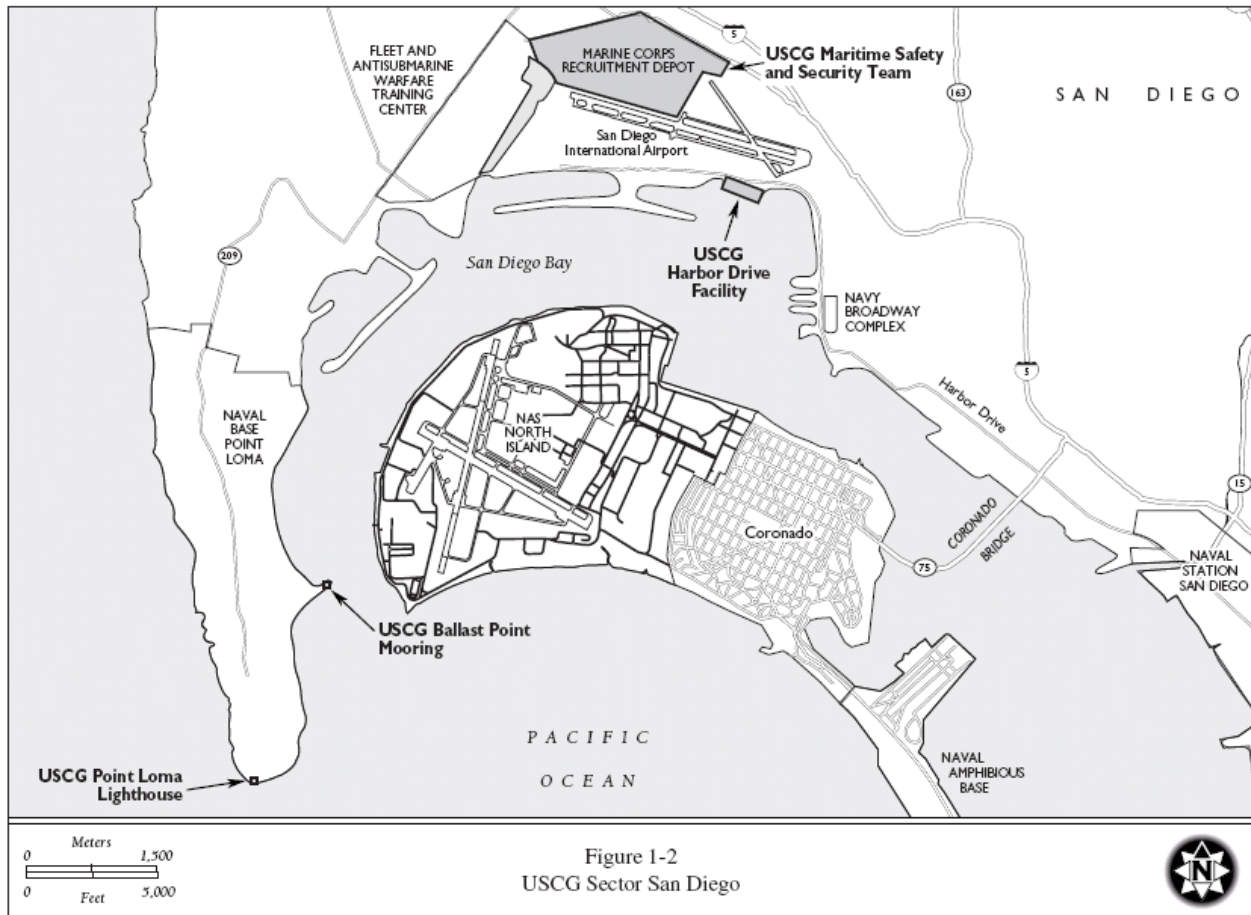 FLEET AND
ANTISUBMARINE
WARFARE
TRAINING
CENTER
MARINE CORPS
RECRUITMENT DEPOT
5
USCG Maritime Safety
and Security Team
163
SAN DIEGO
San Diego
International Airport
209
San Diego Bay
USCG
Harbor Drive
Facility
NAVY
BROADWAY
COMPLEX
NAVAL
BASE
POINT
LOMA
NAS
NORTH
ISLAND
Harbor Drive
5
15
Coronado
CORONADO
BRIDGE
75
NAVAL
STATION
SAN DIEGO
USCG Ballast Point
Mooring
PACIFIC
OCEAN
USCG Point Loma
Lighthouse
NAVAL
AMPHIBIOUS
BASE
Meters
0 1,500
0 5,000
Feet
Figure 1-2
USCG Sector San Diego
N